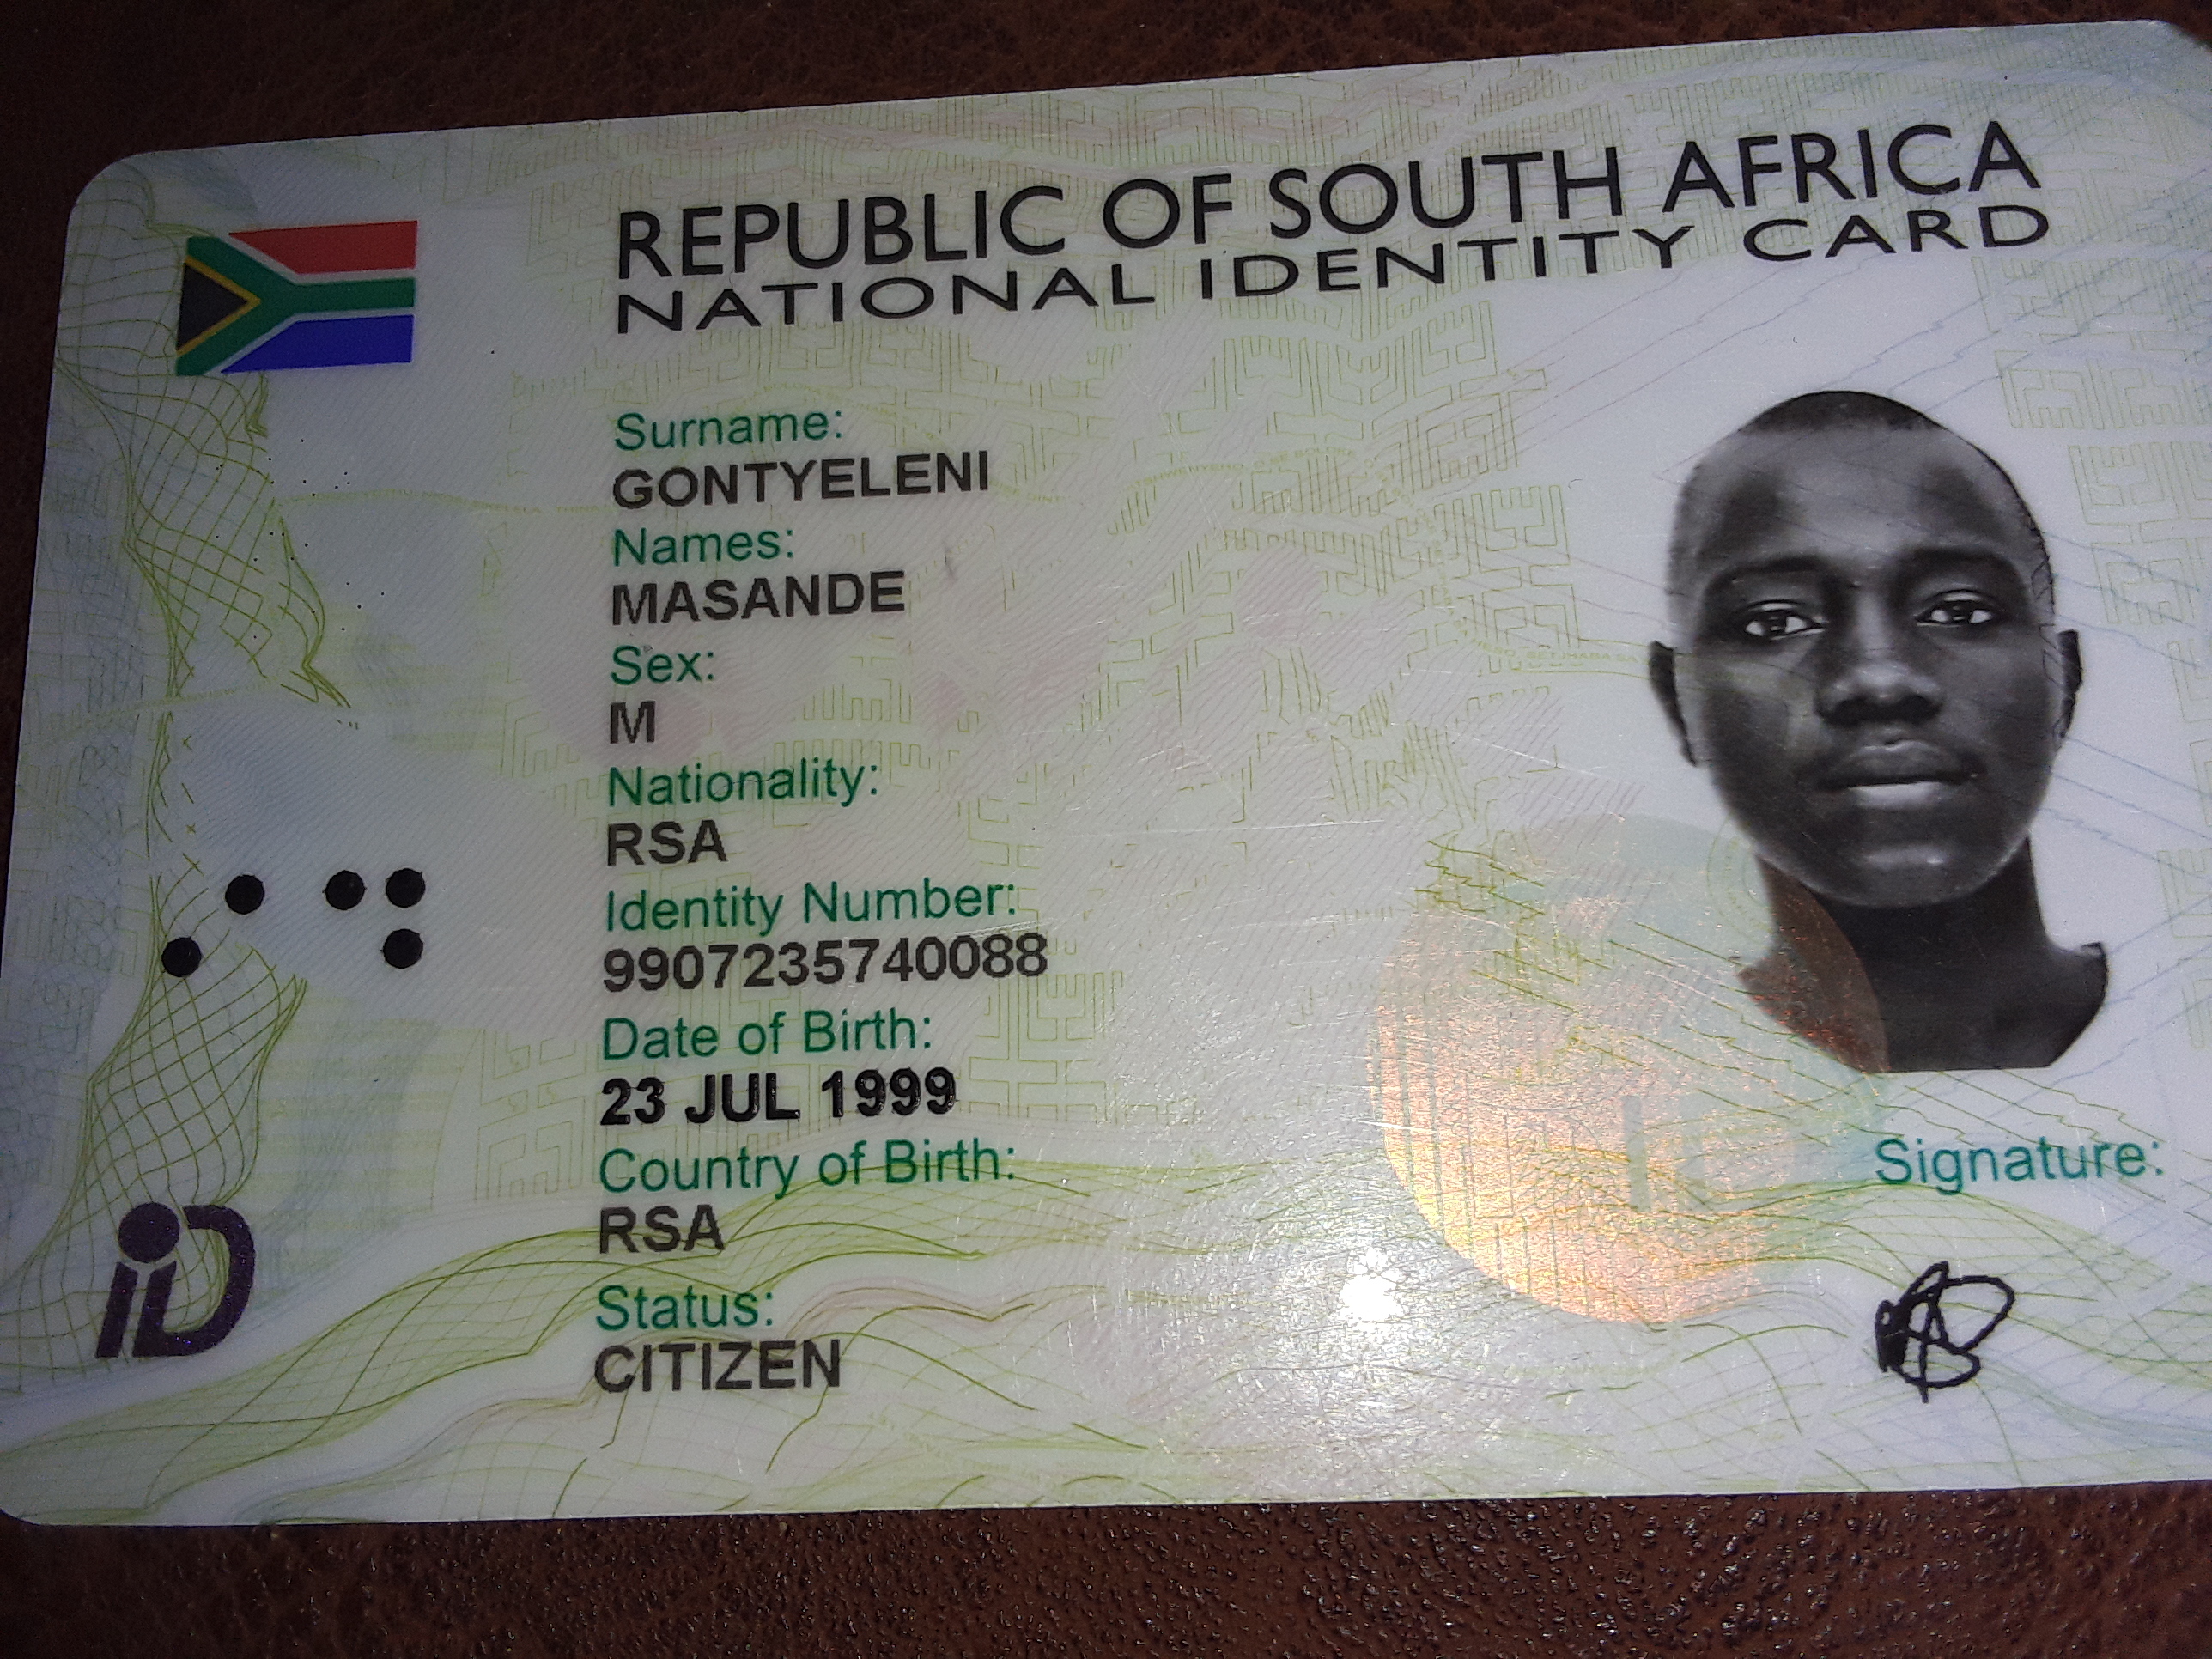 REPUBLIC OF SOUTH AFRICA
NATIONAL IDENTITY CARD
Surname:
GONTYELENI
Names:
MASANDE
Sex:
M
Nationality:
RSA
Identity Number:
9907235740088
Date of Birth:
23 JUL 1999
Country of Birth:
RSA
Status:
CITIZEN
Signature:
iD